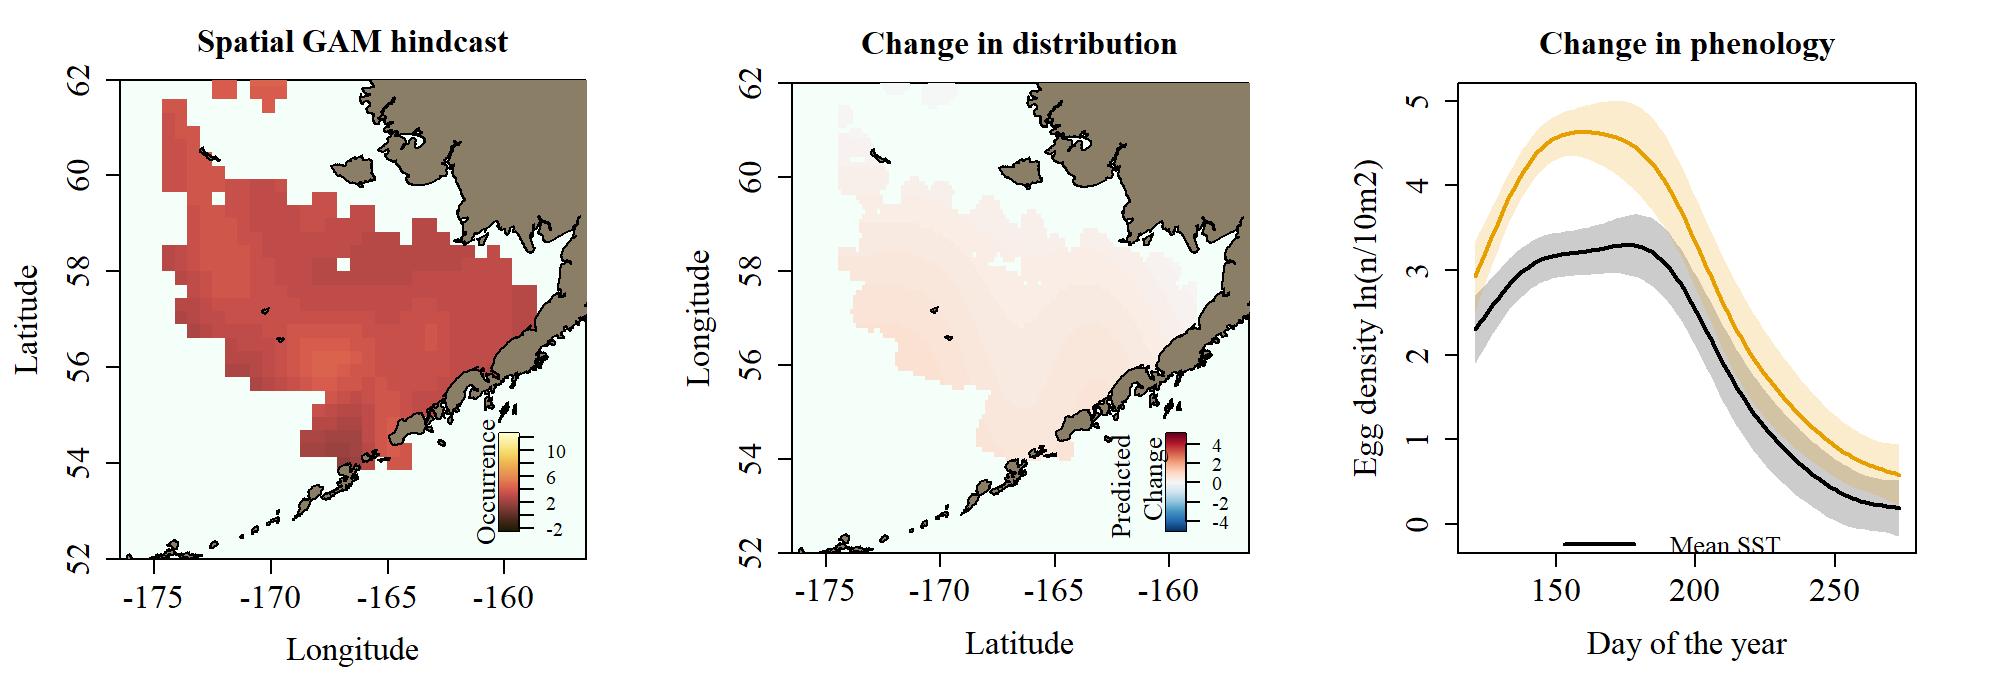 Spatial GAM hindcast
Latitude
62
60
58
56
54
52
-175
-170
-165
-160
Longitude
Occurrence
10
6
2
-2
Change in distribution
Longitude
62
60
58
56
54
52
-175
-170
-165
-160
Latitude
Predicted
Change
4
2
0
-2
-4
Change in phenology
Egg density ln(n/10m2)
5
4
3
2
1
0
150
200
250
Day of the year
Mean SST